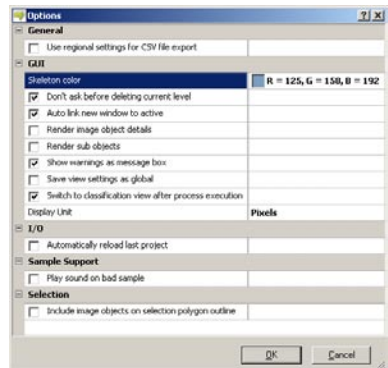 Options
General
Use regional settings for CSV file export
GUI
Skeleton color R = 125, G = 158, B = 192
Don't ask before deleting current level
Auto link new window to active
Render image object details
Render sub objects
Show warnings as message box
Save view settings as global
Switch to classification view after process execution
Display Unit Pixels
I/O
Automatically reload last project
Sample Support
Play sound on bad sample
Selection
Include image objects on selection polygon outline
OK Cancel